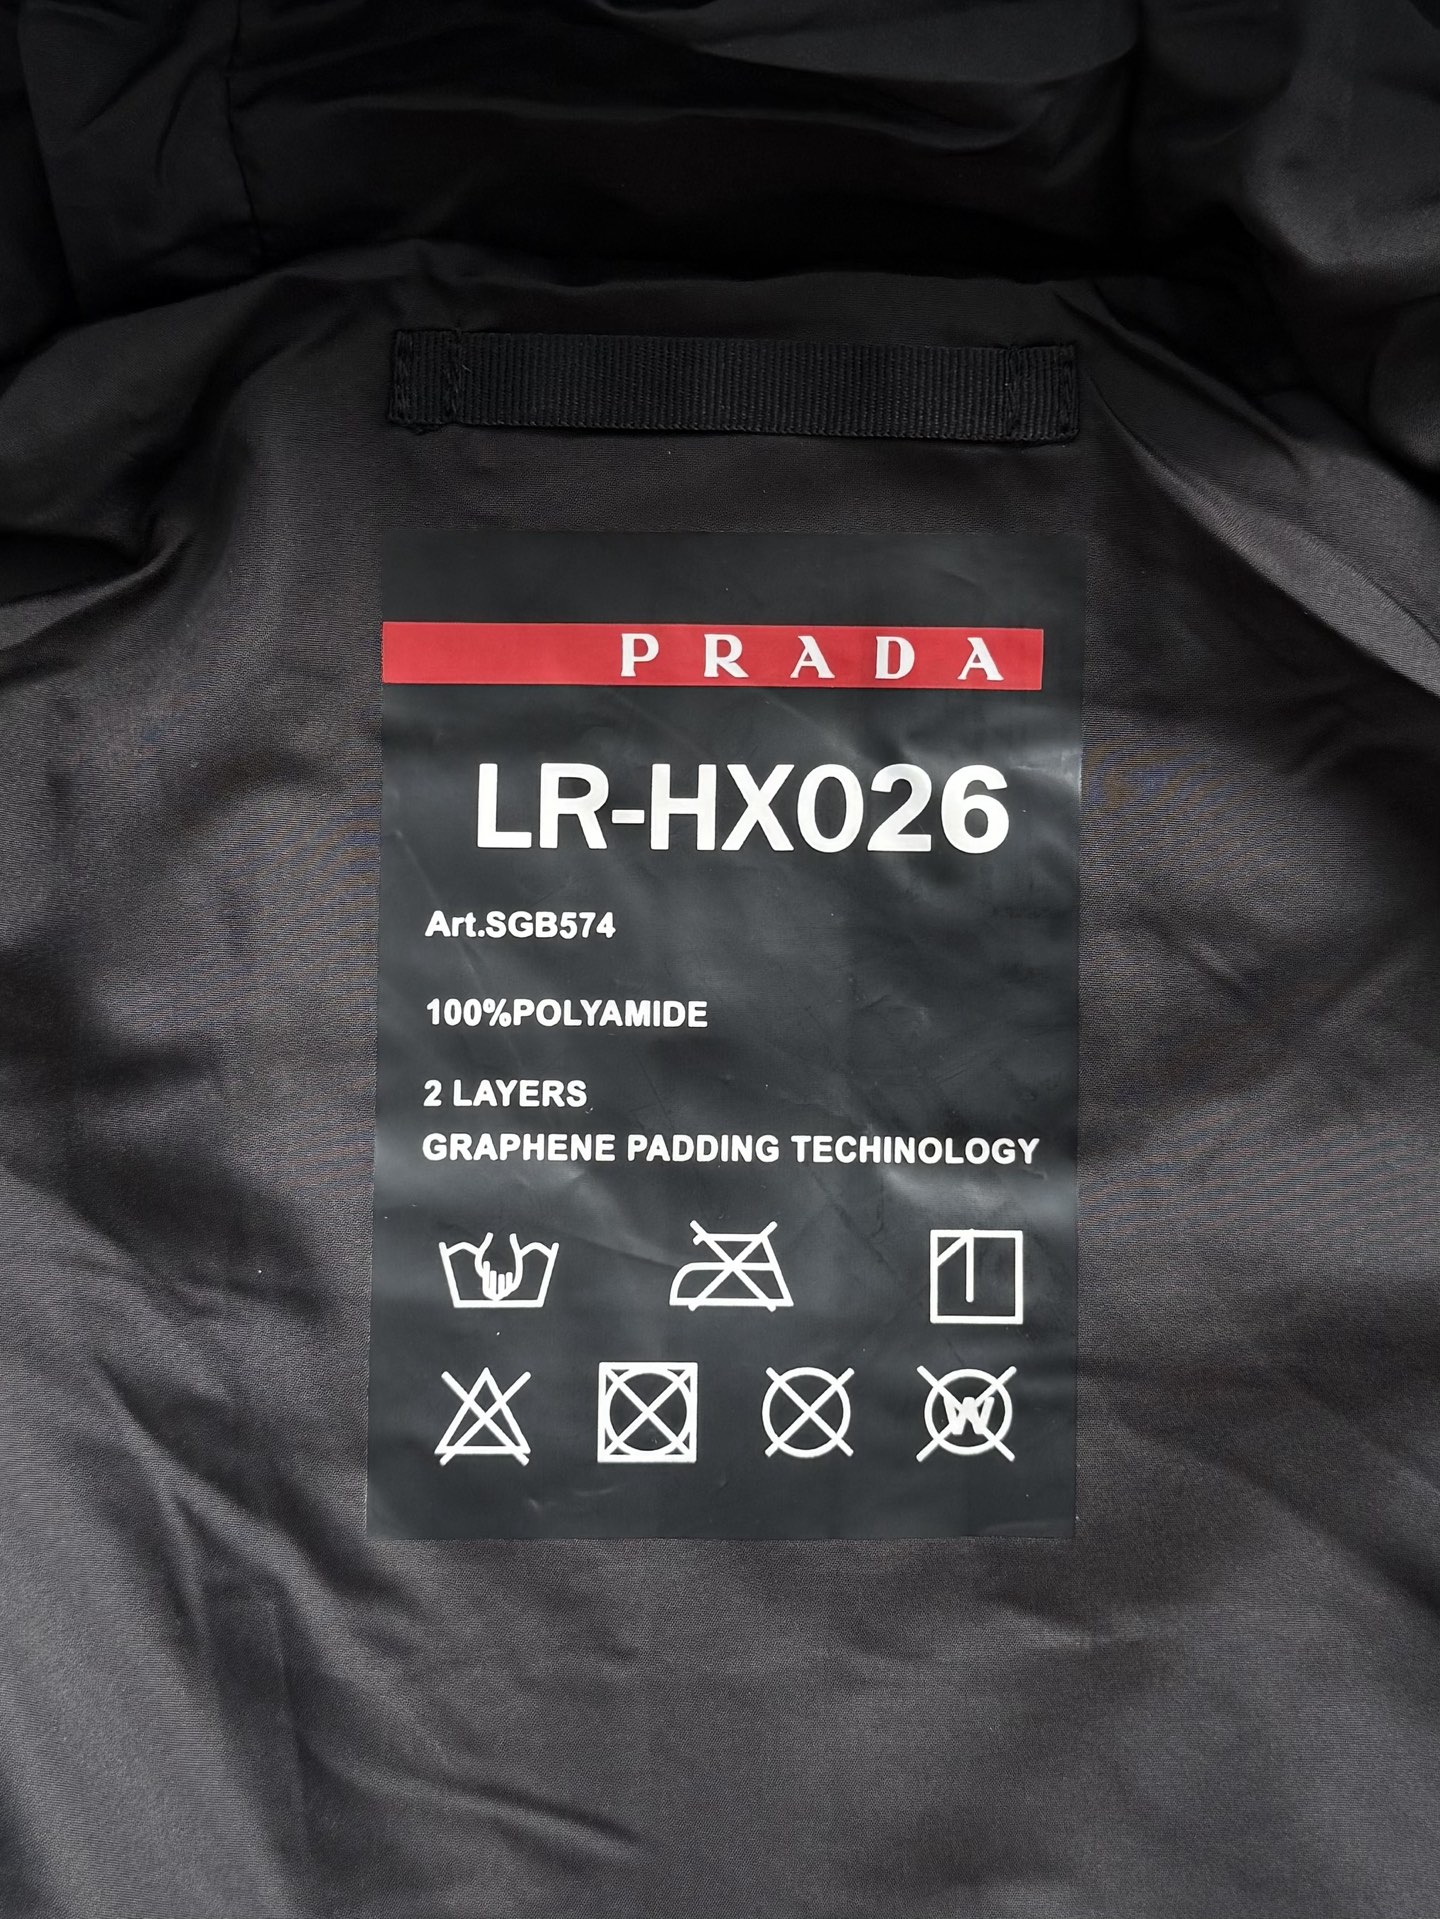 PRADA
LR-HX026
Art.SGB574
100%POLYAMIDE
2 LAYERS
GRAPHENE PADDING TECHINOLOGY
W